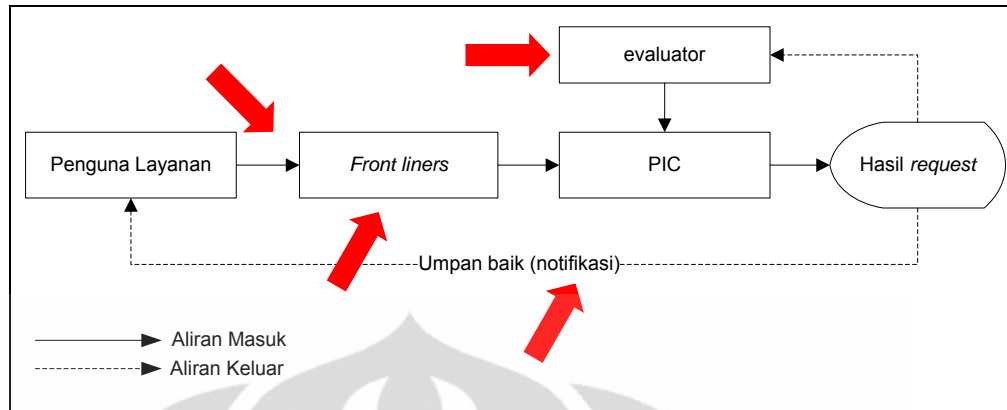 evaluator
Penguna Layanan
Front liners
PIC
Hasil request
Umpan baik (notifikasi)
Aliran Masuk
Aliran Keluar